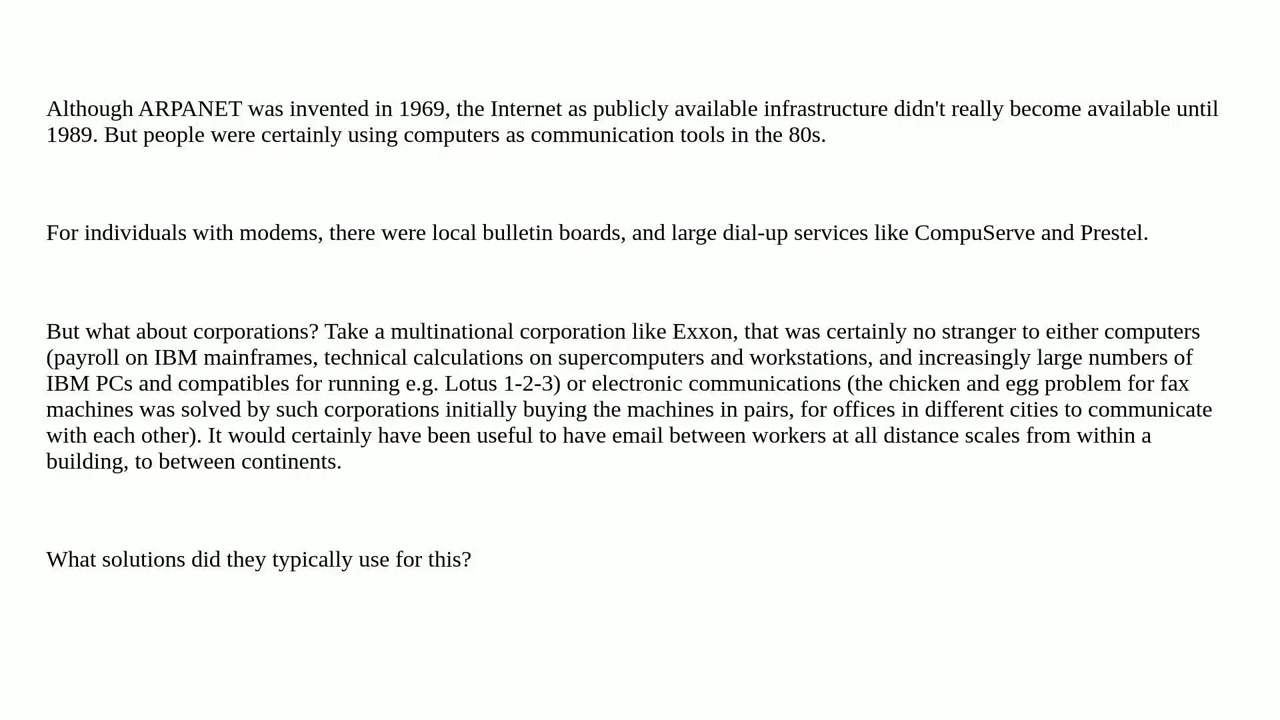 Although ARPANET was invented in 1969, the Internet as publicly available infrastructure didn't really become available until
1989. But people were certainly using computers as communication tools in the 80s.
For individuals with modems, there were local bulletin boards, and large dial-up services like CompuServe and Prestel.
But what about corporations? Take a multinational corporation like Exxon, that was certainly no stranger to either computers
(payroll on IBM mainframes, technical calculations on supercomputers and workstations, and increasingly large numbers of
IBM PCs and compatibles for running e.g. Lotus 1-2-3) or electronic communications (the chicken and egg problem for fax
machines was solved by such corporations initially buying the machines in pairs, for offices in different cities to communicate
with each other). It would certainly have been useful to have email between workers at all distance scales from within a
building, to between continents.
What solutions did they typically use for this?